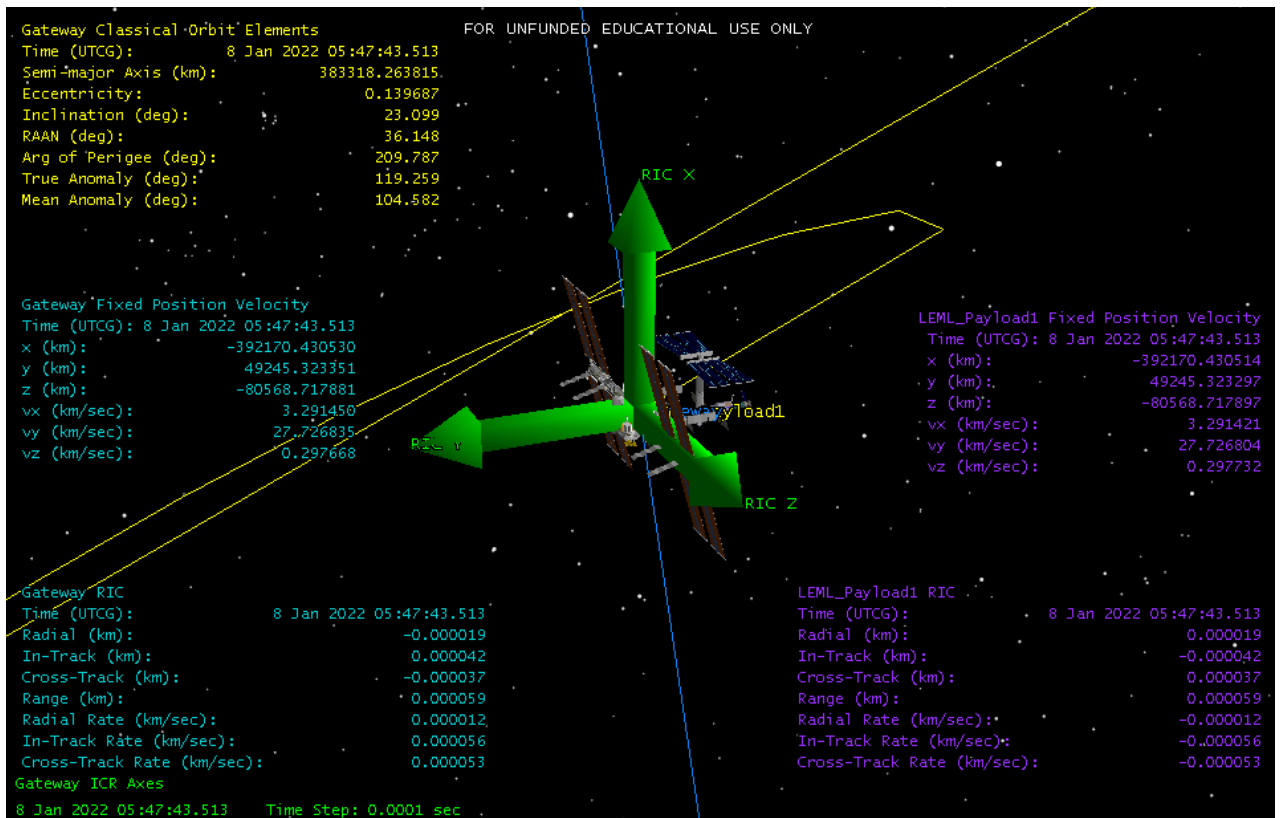 FOR UNFUNDED EDUCATIONAL USE ONLY
Gateway Classical Orbit Elements
Time (UTCG): 8 Jan 2022 05:47:43.513
Semi-major Axis (km): 383318.263815
Eccentricity: 0.139687
Inclination (deg): 23.099
RAAN (deg): 36.148
Arg of Perigee (deg): 209.787
True Anomaly (deg): 119.259
Mean Anomaly (deg): 104.582
RIC X
Gateway Fixed Position Velocity
Time (UTCG): 8 Jan 2022 05:47:43.513
x (km): -392170.430530
y (km): 49245.323351
z (km): -80568.717881
vx (km/sec): 3.291450
vy (km/sec): 27.726835
vz (km/sec): 0.297668
LEML_Payload1 Fixed Position Velocity
Time (UTCG): 8 Jan 2022 05:47:43.513
x (km): -392170.430514
y (km): 49245.323297
z (km): -80568.717897
vx (km/sec): 3.291421
vy (km/sec): 27.726804
vz (km/sec): 0.297732
RIC Y
RIC Z
Gateway RIC
Time (UTCG): 8 Jan 2022 05:47:43.513
Radial (km): -0.000019
In-Track (km): 0.000042
Cross-Track (km): -0.000037
Range (km): 0.000059
Radial Rate (km/sec): 0.000012
In-Track Rate (km/sec): 0.000056
Cross-Track Rate (km/sec): 0.000053
LEML_Payload1 RIC
Time (UTCG): 8 Jan 2022 05:47:43.513
Radial (km): 0.000019
In-Track (km): -0.000042
Cross-Track (km): 0.000037
Range (km): 0.000059
Radial Rate (km/sec): -0.000012
In-Track Rate (km/sec): -0.000056
Cross-Track Rate (km/sec): -0.000053
Gateway ICR Axes
8 Jan 2022 05:47:43.513 Time Step: 0.0001 sec